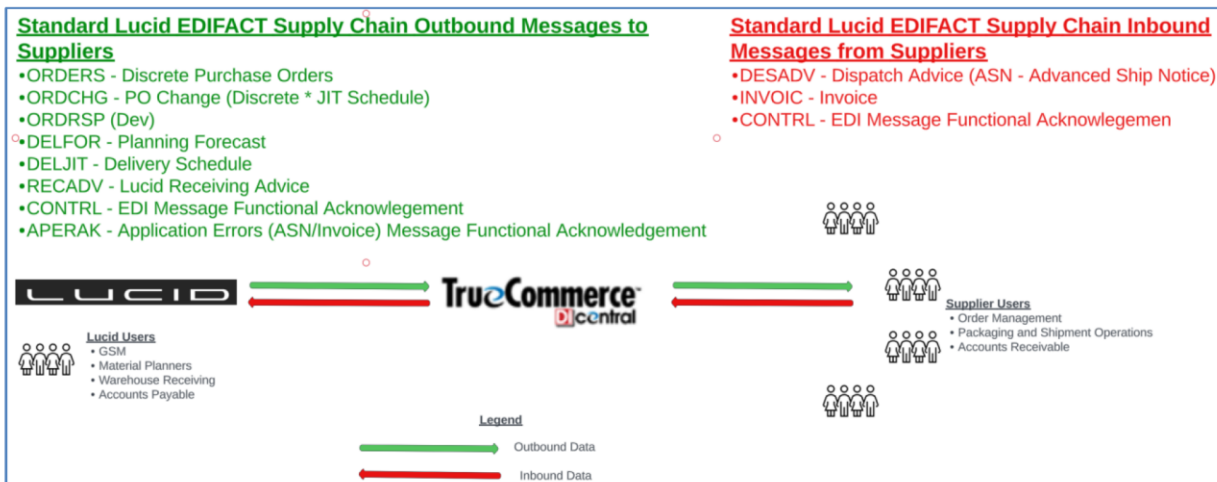 Standard Lucid EDIFACT Supply Chain Outbound Messages to
Suppliers
•ORDERS - Discrete Purchase Orders
•ORDCHG - PO Change (Discrete * JIT Schedule)
•ORDRSP (Dev)
•DELFOR - Planning Forecast
•DELJIT - Delivery Schedule
•RECADV - Lucid Receiving Advice
•CONTRL - EDI Message Functional Acknowlegement
•APERAK - Application Errors (ASN/Invoice) Message Functional Acknowledgement
Standard Lucid EDIFACT Supply Chain Inbound
Messages from Suppliers
•DESADV - Dispatch Advice (ASN - Advanced Ship Notice)
•INVOIC - Invoice
•CONTRL - EDI Message Functional Acknowlegemen
LUCID
TrueCommerce™
DIcentral
Lucid Users
• GSM
• Material Planners
• Warehouse Receiving
• Accounts Payable
Supplier Users
• Order Management
• Packaging and Shipment Operations
• Accounts Receivable
Legend
Outbound Data
Inbound Data